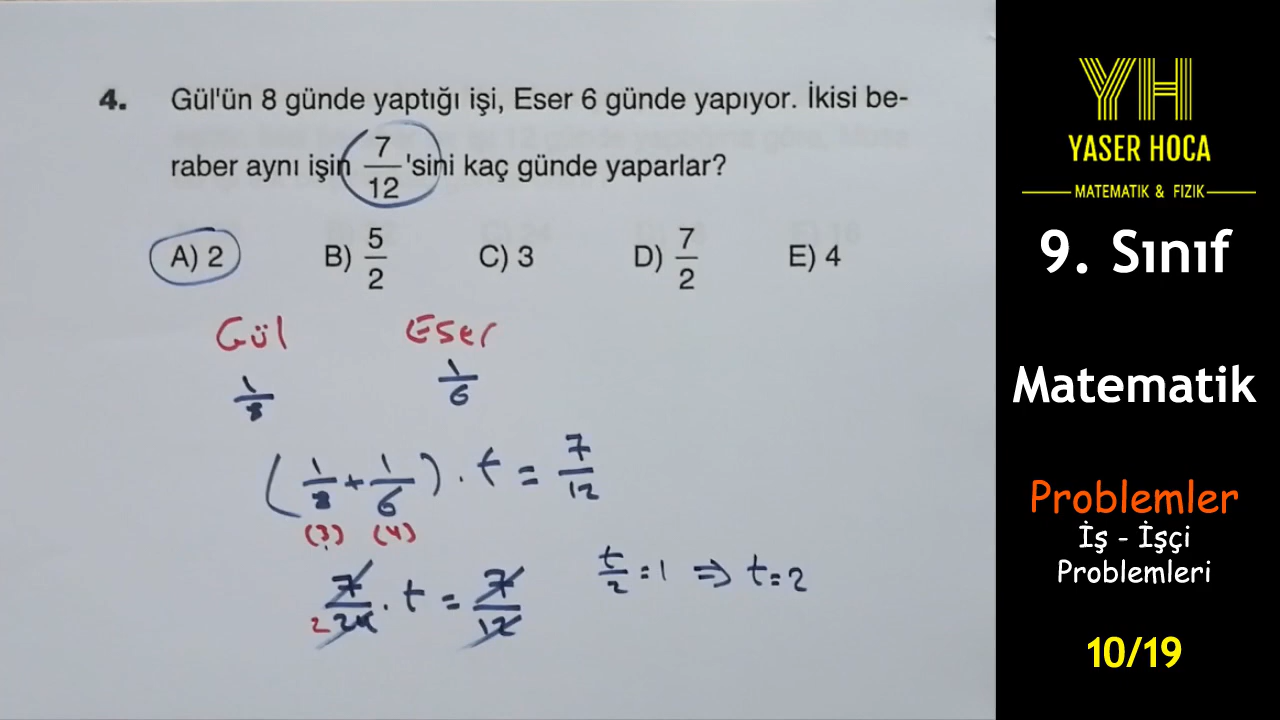 4. Gül'ün 8 günde yaptığı işi, Eser 6 günde yapıyor. İkisi be-
raber aynı işin 7/12 'sini kaç günde yaparlar?
A) 2 B) 5/2 C) 3 D) 7/2 E) 4
Gül Eser
1/8 1/6
(1/8 + 1/6) . t = 7/12
(3) (4)
7/24 . t = 7/12 t/2 = 1 ⇒ t = 2
2
YH
YASER HOCA
MATEMATIK & FIZIK
9. Sınıf
Matematik
Problemler
İş - İşçi
Problemleri
10/19